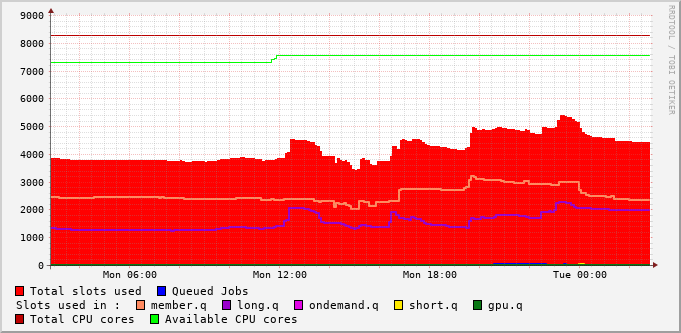 RRDTOOL / TOBI OETIKER
9000
8000
7000
6000
5000
4000
3000
2000
1000
0
Mon 06:00 Mon 12:00 Mon 18:00 Tue 00:00
Total slots used Queued Jobs
Slots used in : member.q long.q ondemand.q short.q gpu.q
Total CPU cores Available CPU cores